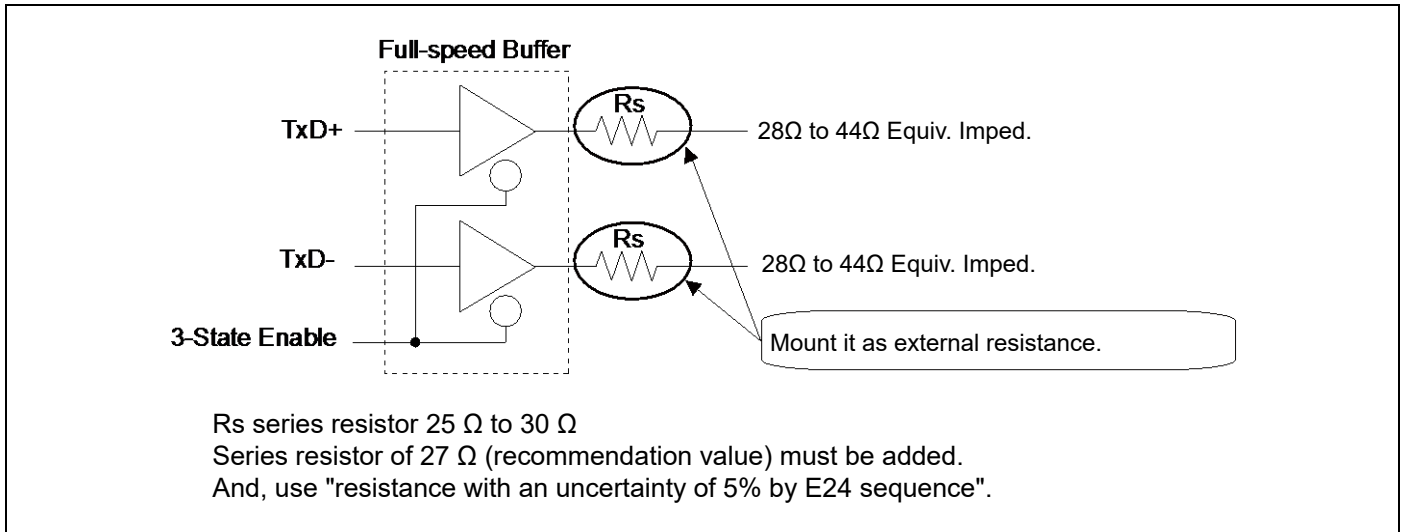 Full-speed Buffer
Rs
TxD+
28Ω to 44Ω Equiv. Imped.
Rs
TxD-
28Ω to 44Ω Equiv. Imped.
3-State Enable
Mount it as external resistance.
Rs series resistor 25 Ω to 30 Ω
Series resistor of 27 Ω (recommendation value) must be added.
And, use "resistance with an uncertainty of 5% by E24 sequence".